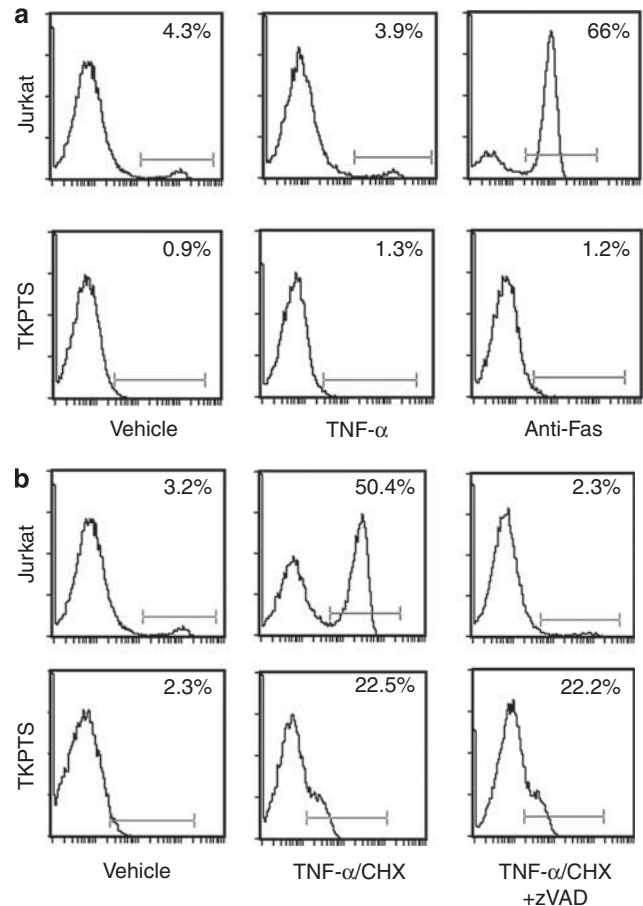 a
Jurkat
4.3%
3.9%
66%
TKPTS
0.9%
1.3%
1.2%
Vehicle
TNF-α
Anti-Fas
b
Jurkat
3.2%
50.4%
2.3%
TKPTS
2.3%
22.5%
22.2%
Vehicle
TNF-α/CHX
TNF-α/CHX
+zVAD